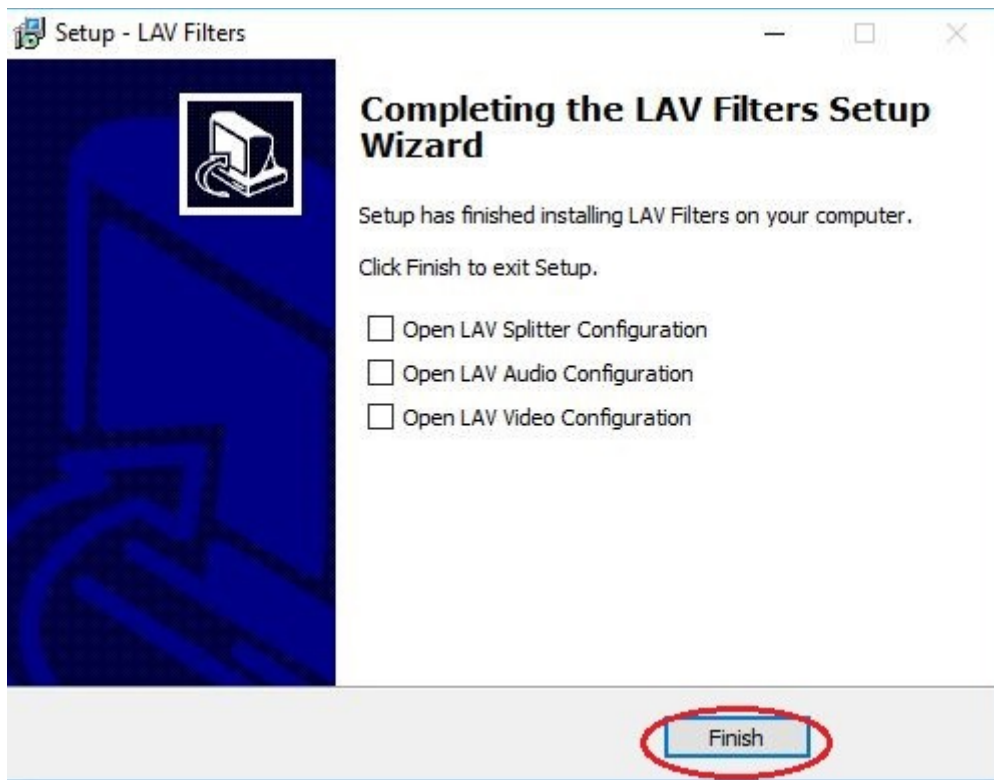 Setup - LAV Filters
Completing the LAV Filters Setup
Wizard
Setup has finished installing LAV Filters on your computer.
Click Finish to exit Setup.
Open LAV Splitter Configuration
Open LAV Audio Configuration
Open LAV Video Configuration
Finish